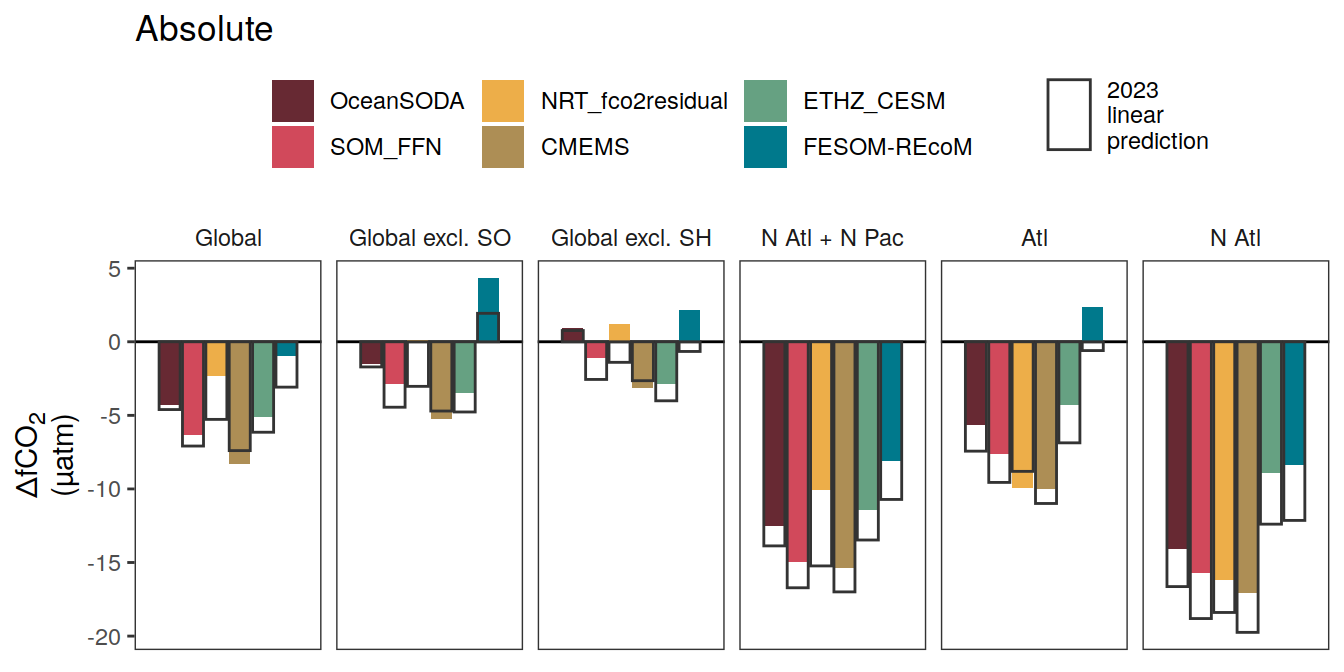 Absolute
OceanSODA
SOM_FFN
NRT_fco2residual
CMEMS
ETHZ_CESM
FESOM-REcoM
2023
linear
prediction
Global
Global excl. SO
Global excl. SH
N Atl + N Pac
Atl
N Atl
5
0
-5
-10
-15
-20
ΔfCO₂
(µatm)